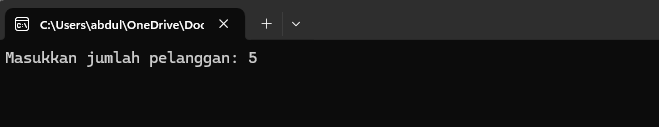 C:\Users\abdul\OneDrive\Doc
Masukkan jumlah pelanggan: 5